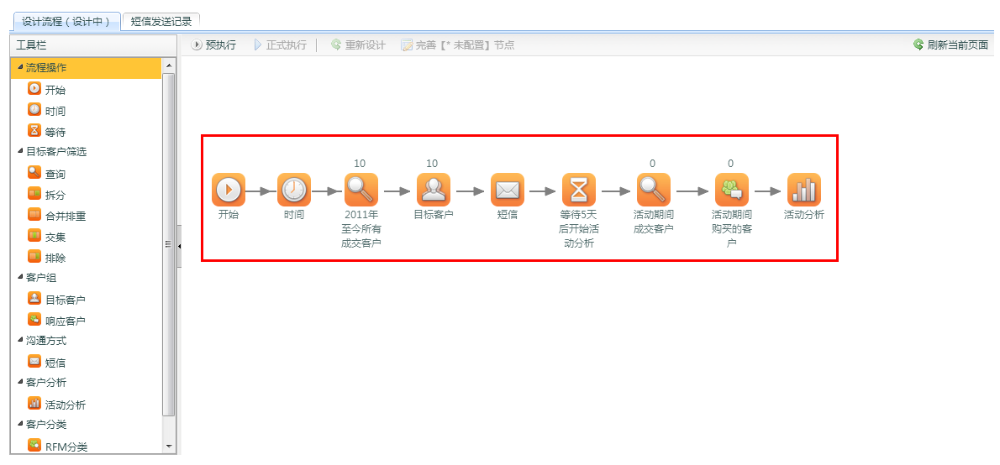 设计流程（设计中） 短信发送记录
工具栏 预执行 正式执行 重新设计 完善【* 未配置】节点 刷新当前页面
流程操作
开始
时间
等待
目标客户筛选
查询
拆分
合并排重
交集
排除
客户组
目标客户
响应客户
沟通方式
短信
客户分析
活动分析
客户分类
RFM分类
10 10 0 0
开始 时间 2011年 目标客户 短信 等待5天 活动期间 活动期间 活动分析
至今所有 后开始活 成交客户 购买的客
成交客户 动分析 户